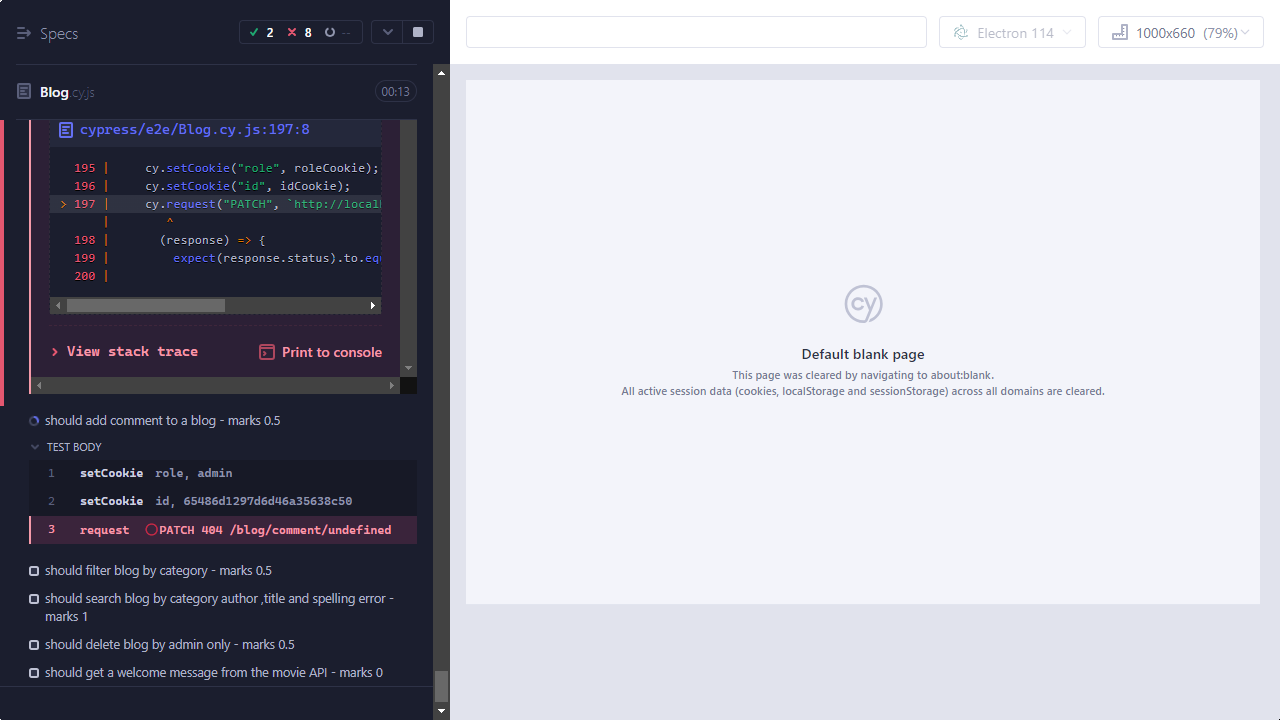 Specs
2
8
--
Electron 114
1000x660 (79%)
Blog.cy.js
00:13
cypress/e2e/Blog.cy.js:197:8
195 | cy.setCookie("role", roleCookie);
196 | cy.setCookie("id", idCookie);
> 197 | cy.request("PATCH", `http://local
| ^
198 | (response) => {
199 | expect(response.status).to.equ
200 |
View stack trace
Print to console
should add comment to a blog - marks 0.5
TEST BODY
1 setCookie role, admin
2 setCookie id, 65486d1297d6d46a35638c50
3 request PATCH 404 /blog/comment/undefined
should filter blog by category - marks 0.5
should search blog by category author ,title and spelling error -
marks 1
should delete blog by admin only - marks 0.5
should get a welcome message from the movie API - marks 0
cy
Default blank page
This page was cleared by navigating to about:blank.
All active session data (cookies, localStorage and sessionStorage) across all domains are cleared.